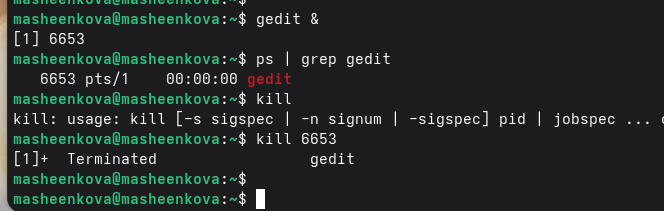 masheenkova@masheenkova:~$ gedit &
[1] 6653
masheenkova@masheenkova:~$ ps | grep gedit
   6653 pts/1    00:00:00 gedit
masheenkova@masheenkova:~$ kill
kill: usage: kill [-s sigspec | -n signum | -sigspec] pid | jobspec ...
masheenkova@masheenkova:~$ kill 6653
[1]+  Terminated                 gedit
masheenkova@masheenkova:~$
masheenkova@masheenkova:~$